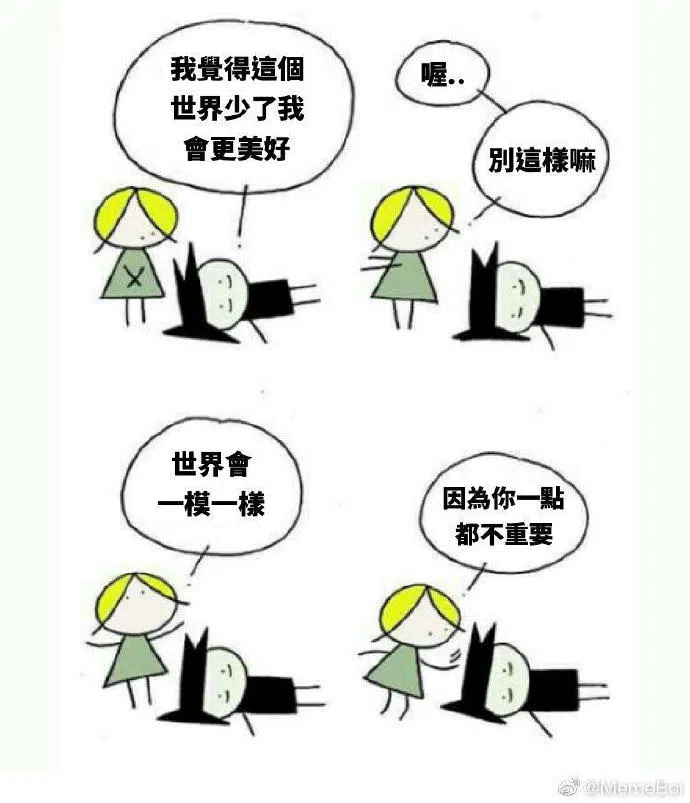 我覺得這個
世界少了我
會更美好
喔..
別這樣嘛
世界會
一模一樣
因為你一點
都不重要
@MemeBai